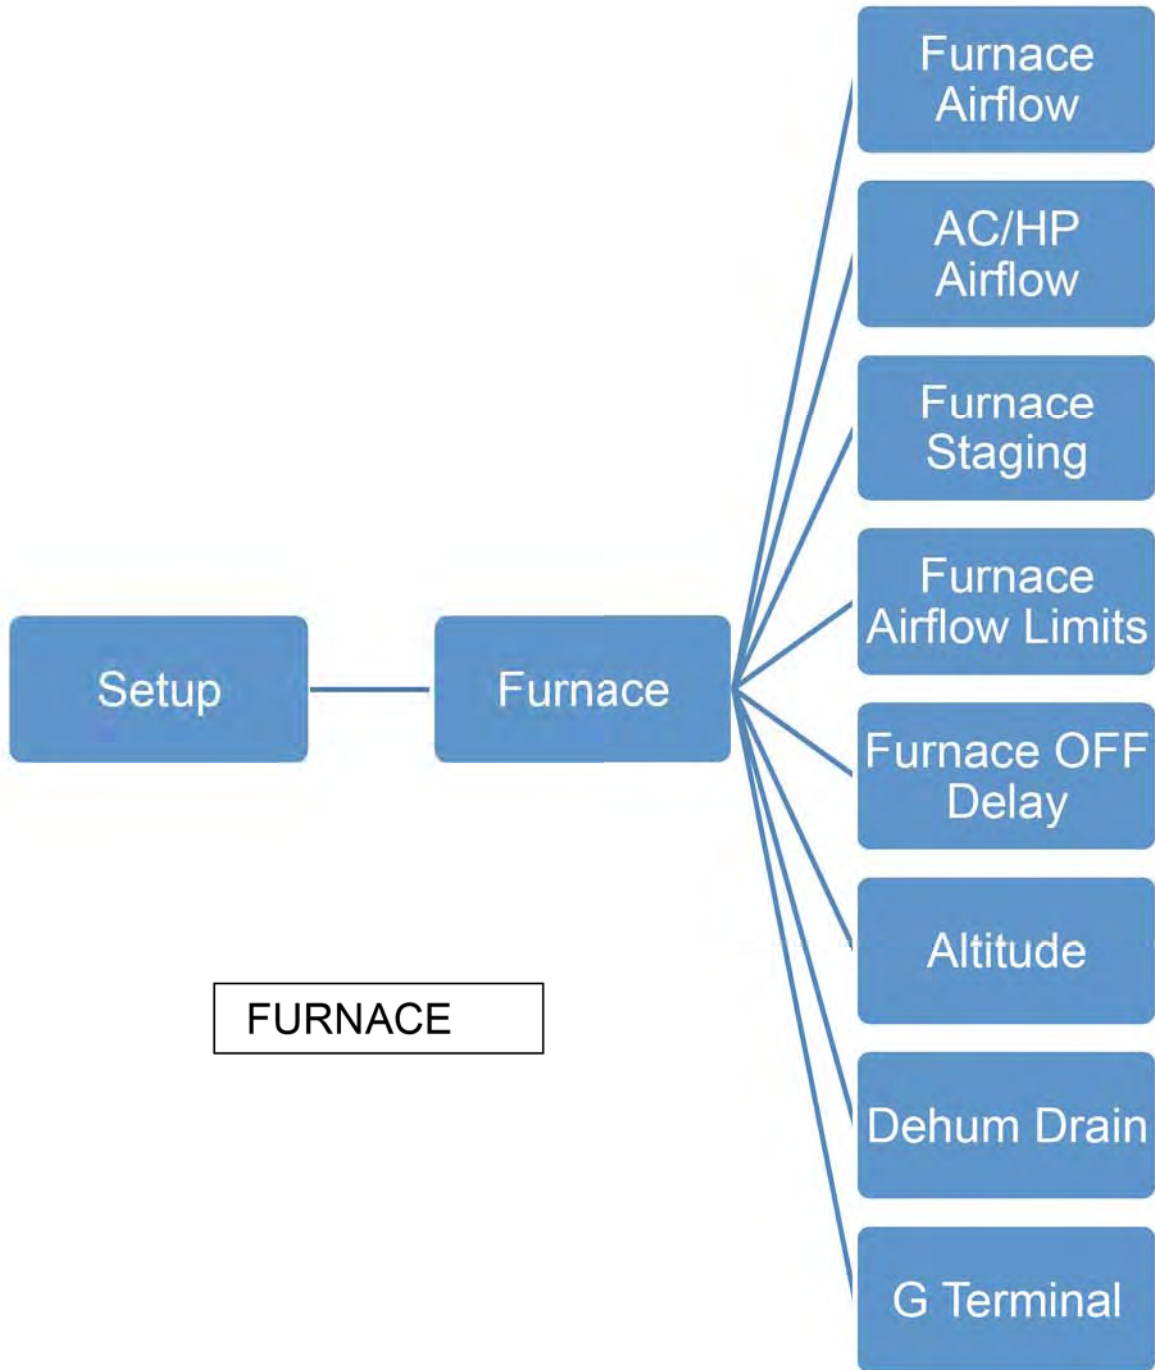 Furnace
Airflow
AC/HP
Airflow
Furnace
Staging
Furnace
Airflow Limits
Setup
Furnace
Furnace OFF
Delay
Altitude
FURNACE
Dehum Drain
G Terminal